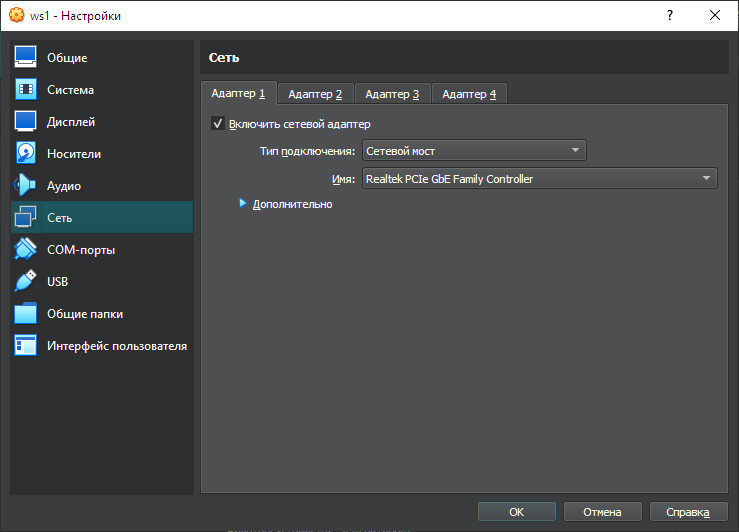 ws1 - Настройки
Общие
Система
Дисплей
Носители
Аудио
Сеть
COM-порты
USB
Общие папки
Интерфейс пользователя
Сеть
Адаптер 1 Адаптер 2 Адаптер 3 Адаптер 4
Включить сетевой адаптер
Тип подключения: Сетевой мост
Имя: Realtek PCIe GbE Family Controller
Дополнительно
OK Отмена Справка